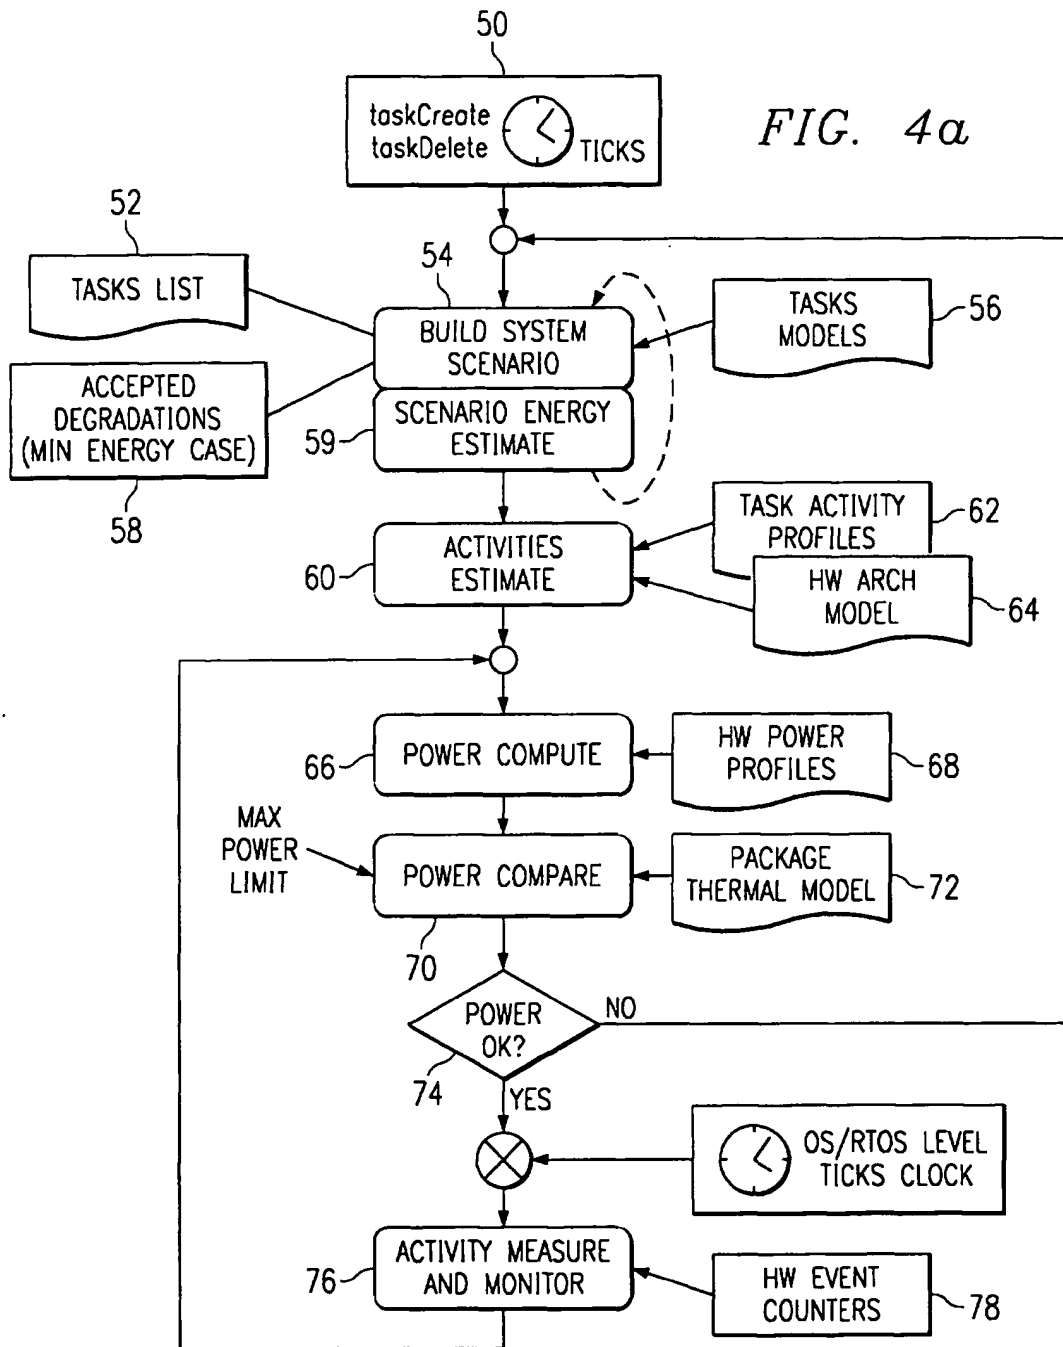 50
taskCreate
taskDelete
TICKS
FIG. 4a
52
TASKS LIST
54
BUILD SYSTEM
SCENARIO
TASKS
MODELS
56
ACCEPTED
DEGRADATIONS
(MIN ENERGY CASE)
58
59
SCENARIO ENERGY
ESTIMATE
60
ACTIVITIES
ESTIMATE
TASK ACTIVITY
PROFILES
62
HW ARCH
MODEL
64
66
POWER COMPUTE
HW POWER
PROFILES
68
MAX
POWER
LIMIT
POWER COMPARE
70
PACKAGE
THERMAL MODEL
72
POWER
OK?
74
NO
YES
OS/RTOS LEVEL
TICKS CLOCK
76
ACTIVITY MEASURE
AND MONITOR
HW EVENT
COUNTERS
78